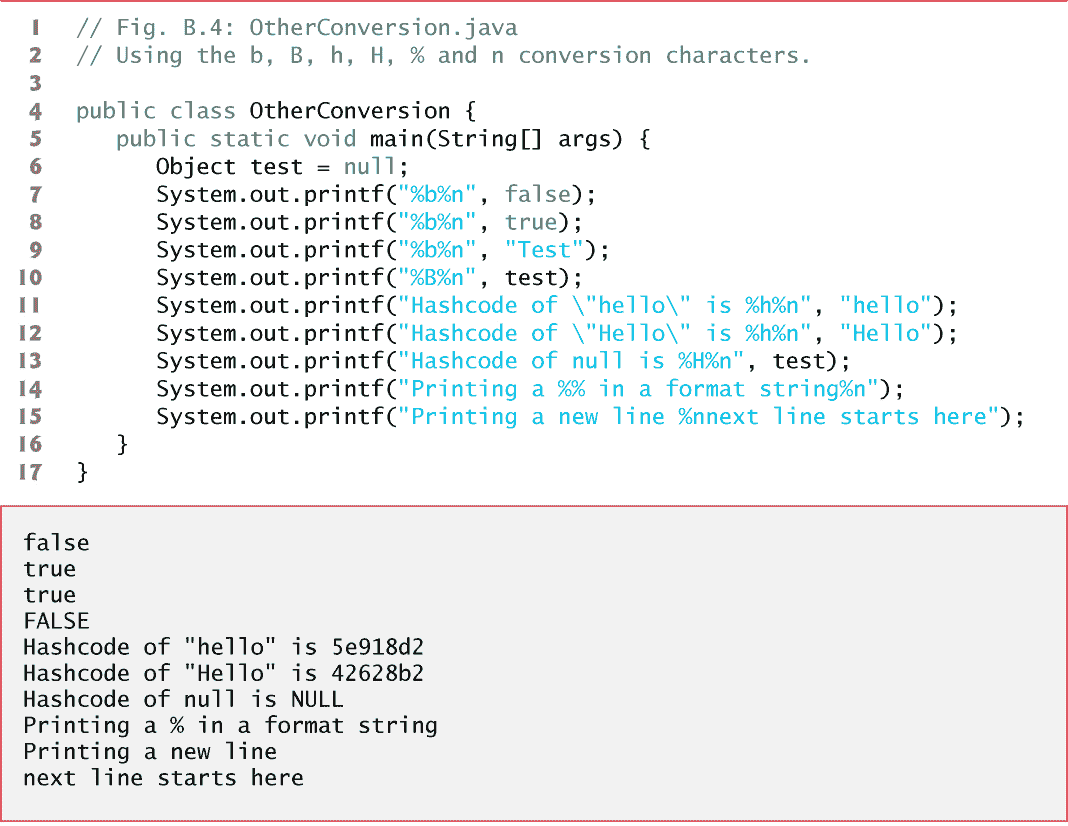 1 // Fig. B.4: OtherConversion.java
2 // Using the b, B, h, H, % and n conversion characters.
3
4 public class OtherConversion {
5    public static void main(String[] args) {
6       Object test = null;
7       System.out.printf("%b%n", false);
8       System.out.printf("%b%n", true);
9       System.out.printf("%b%n", "Test");
10       System.out.printf("%B%n", test);
11       System.out.printf("Hashcode of \"hello\" is %h%n", "hello");
12       System.out.printf("Hashcode of \"Hello\" is %h%n", "Hello");
13       System.out.printf("Hashcode of null is %H%n", test);
14       System.out.printf("Printing a %% in a format string%n");
15       System.out.printf("Printing a new line %nnext line starts here");
16    }
17 }
false
true
true
FALSE
Hashcode of "hello" is 5e918d2
Hashcode of "Hello" is 42628b2
Hashcode of null is NULL
Printing a % in a format string
Printing a new line
next line starts here